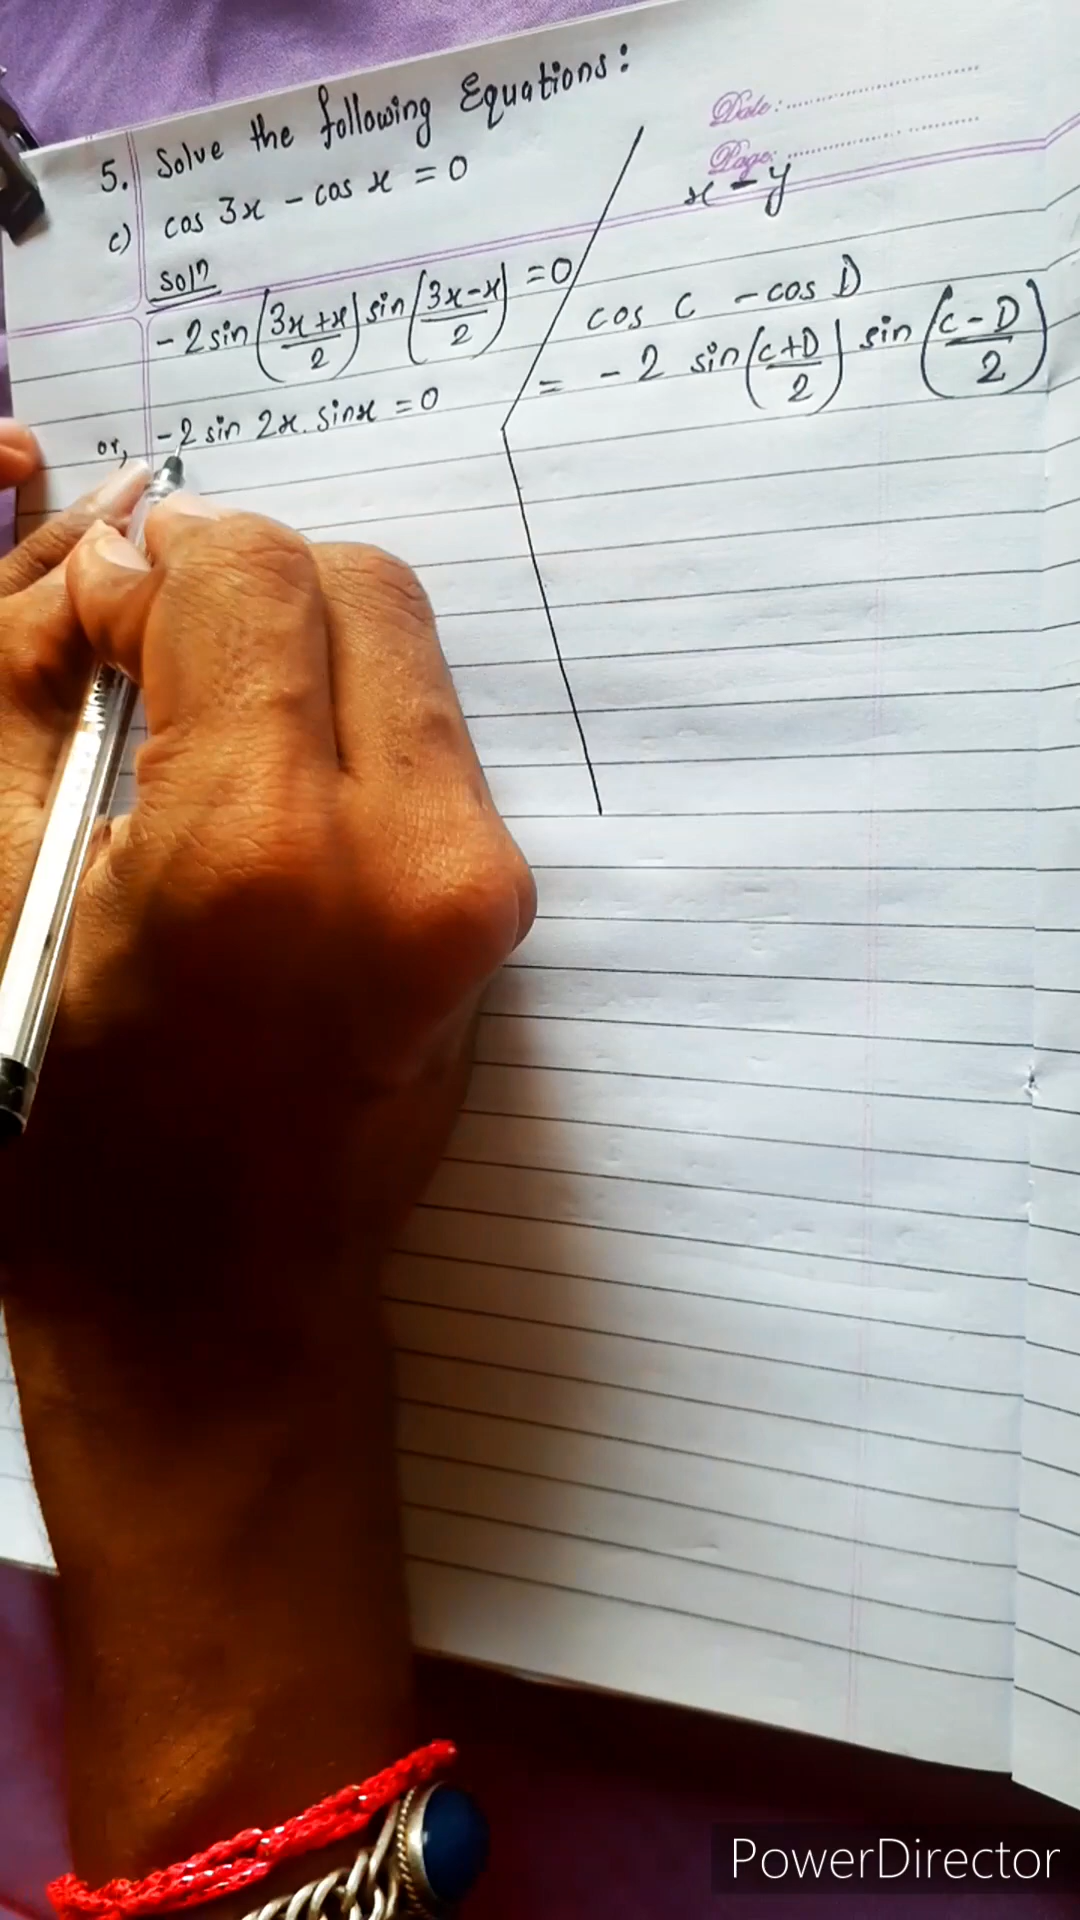 5. Solve the following Equations:
c) cos 3x - cos x = 0
Soln
-2 sin (3x+x/2) sin (3x-x/2) = 0
or, -2 sin 2x. sinx = 0
Date:
Page:
x - y
cos C - cos D
= -2 sin (C+D/2) sin (C-D/2)
PowerDirector